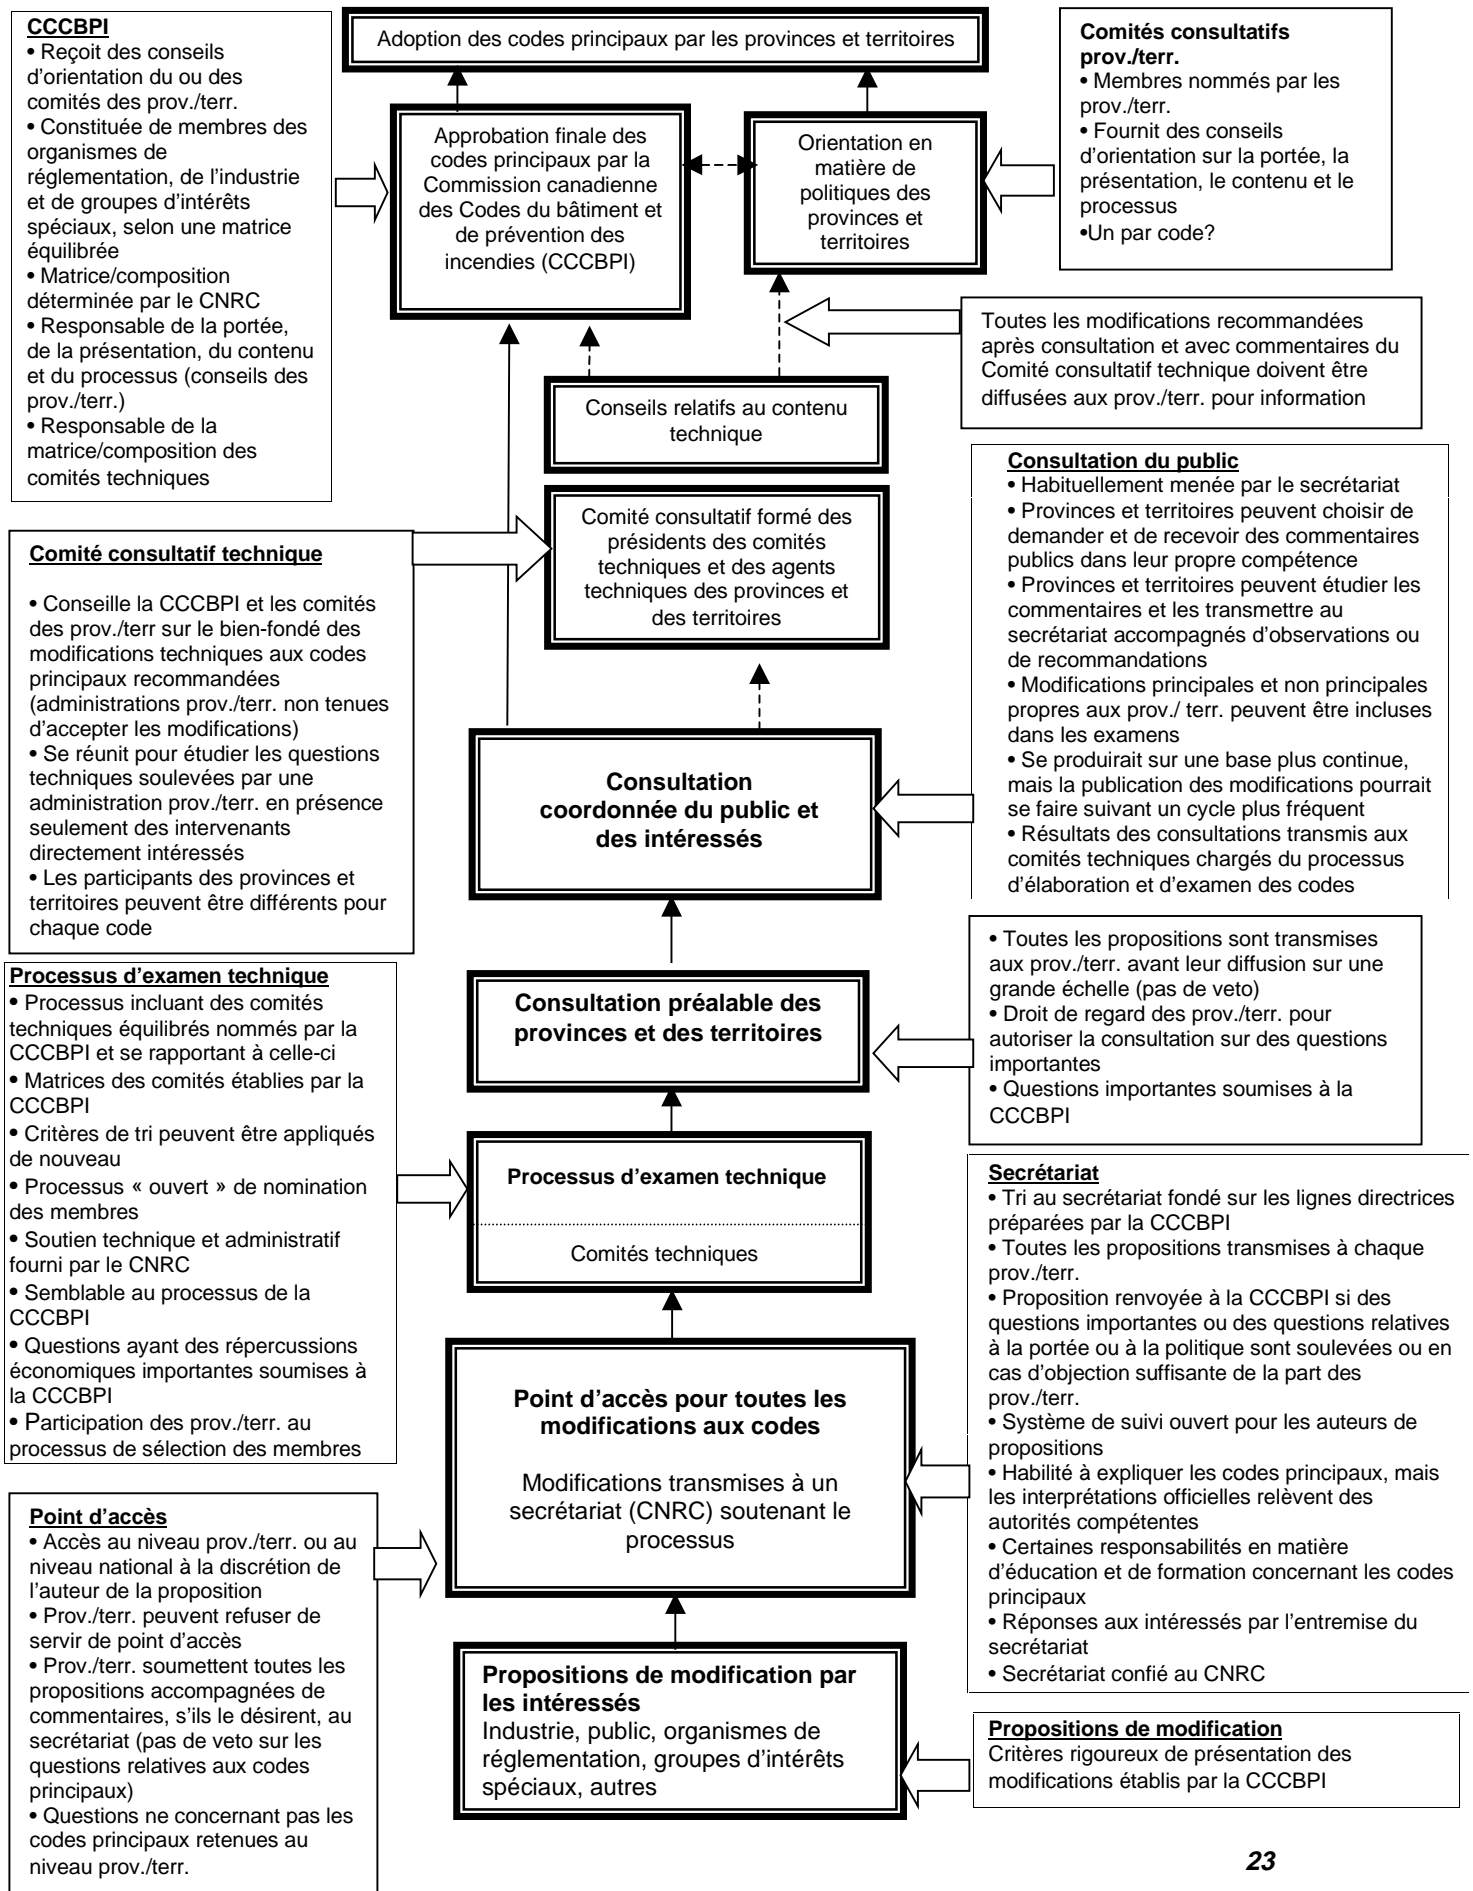 CCCBPI
• Reçoit des conseils
d’orientation du ou des
comités des prov./terr.
• Constituée de membres des
organismes de
réglementation, de l’industrie
et de groupes d’intérêts
spéciaux, selon une matrice
équilibrée
• Matrice/composition
déterminée par le CNRC
• Responsable de la portée,
de la présentation, du contenu
et du processus (conseils des
prov./terr.)
• Responsable de la
matrice/composition des
comités techniques
Adoption des codes principaux par les provinces et territoires
Approbation finale des
codes principaux par la
Commission canadienne
des Codes du bâtiment et
de prévention des
incendies (CCCBPI)
Orientation en
matière de
politiques des
provinces et
territoires
Comités consultatifs
prov./terr.
• Membres nommés par les
prov./terr.
• Fournit des conseils
d’orientation sur la portée, la
présentation, le contenu et le
processus
•Un par code?
Toutes les modifications recommandées
après consultation et avec commentaires du
Comité consultatif technique doivent être
diffusées aux prov./terr. pour information
Conseils relatifs au contenu
technique
Comité consultatif formé des
présidents des comités
techniques et des agents
techniques des provinces et
des territoires
Comité consultatif technique
• Conseille la CCCBPI et les comités
des prov./terr sur le bien-fondé des
modifications techniques aux codes
principaux recommandées
(administrations prov./terr. non tenues
d’accepter les modifications)
• Se réunit pour étudier les questions
techniques soulevées par une
administration prov./terr. en présence
seulement des intervenants
directement intéressés
• Les participants des provinces et
territoires peuvent être différents pour
chaque code
Consultation du public
• Habituellement menée par le secrétariat
• Provinces et territoires peuvent choisir de
demander et de recevoir des commentaires
publics dans leur propre compétence
• Provinces et territoires peuvent étudier les
commentaires et les transmettre au
secrétariat accompagnés d’observations ou
de recommandations
• Modifications principales et non principales
propres aux prov./ terr. peuvent être incluses
dans les examens
• Se produirait sur une base plus continue,
mais la publication des modifications pourrait
se faire suivant un cycle plus fréquent
• Résultats des consultations transmis aux
comités techniques chargés du processus
d’élaboration et d’examen des codes
Consultation
coordonnée du public et
des intéressés
Consultation préalable des
provinces et des territoires
• Toutes les propositions sont transmises
aux prov./terr. avant leur diffusion sur une
grande échelle (pas de veto)
• Droit de regard des prov./terr. pour
autoriser la consultation sur des questions
importantes
• Questions importantes soumises à la
CCCBPI
Processus d’examen technique
• Processus incluant des comités
techniques équilibrés nommés par la
CCCBPI et se rapportant à celle-ci
• Matrices des comités établies par la
CCCBPI
• Critères de tri peuvent être appliqués
de nouveau
• Processus « ouvert » de nomination
des membres
• Soutien technique et administratif
fourni par le CNRC
• Semblable au processus de la
CCCBPI
• Questions ayant des répercussions
économiques importantes soumises à
la CCCBPI
• Participation des prov./terr. au
processus de sélection des membres
Processus d’examen technique
Comités techniques
Secrétariat
• Tri au secrétariat fondé sur les lignes directrices
préparées par la CCCBPI
• Toutes les propositions transmises à chaque
prov./terr.
• Proposition renvoyée à la CCCBPI si des
questions importantes ou des questions relatives
à la portée ou à la politique sont soulevées ou en
cas d’objection suffisante de la part des
prov./terr.
• Système de suivi ouvert pour les auteurs de
propositions
• Habilité à expliquer les codes principaux, mais
les interprétations officielles relèvent des
autorités compétentes
• Certaines responsabilités en matière
d’éducation et de formation concernant les codes
principaux
• Réponses aux intéressés par l’entremise du
secrétariat
• Secrétariat confié au CNRC
Point d’accès pour toutes les
modifications aux codes
Modifications transmises à un
secrétariat (CNRC) soutenant le
processus
Point d’accès
• Accès au niveau prov./terr. ou au
niveau national à la discrétion de
l’auteur de la proposition
• Prov./terr. peuvent refuser de
servir de point d’accès
• Prov./terr. soumettent toutes les
propositions accompagnées de
commentaires, s’ils le désirent, au
secrétariat (pas de veto sur les
questions relatives aux codes
principaux)
• Questions ne concernant pas les
codes principaux retenues au
niveau prov./terr.
Propositions de modification par
les intéressés
Industrie, public, organismes de
réglementation, groupes d’intérêts
spéciaux, autres
Propositions de modification
Critères rigoureux de présentation des
modifications établis par la CCCBPI
23